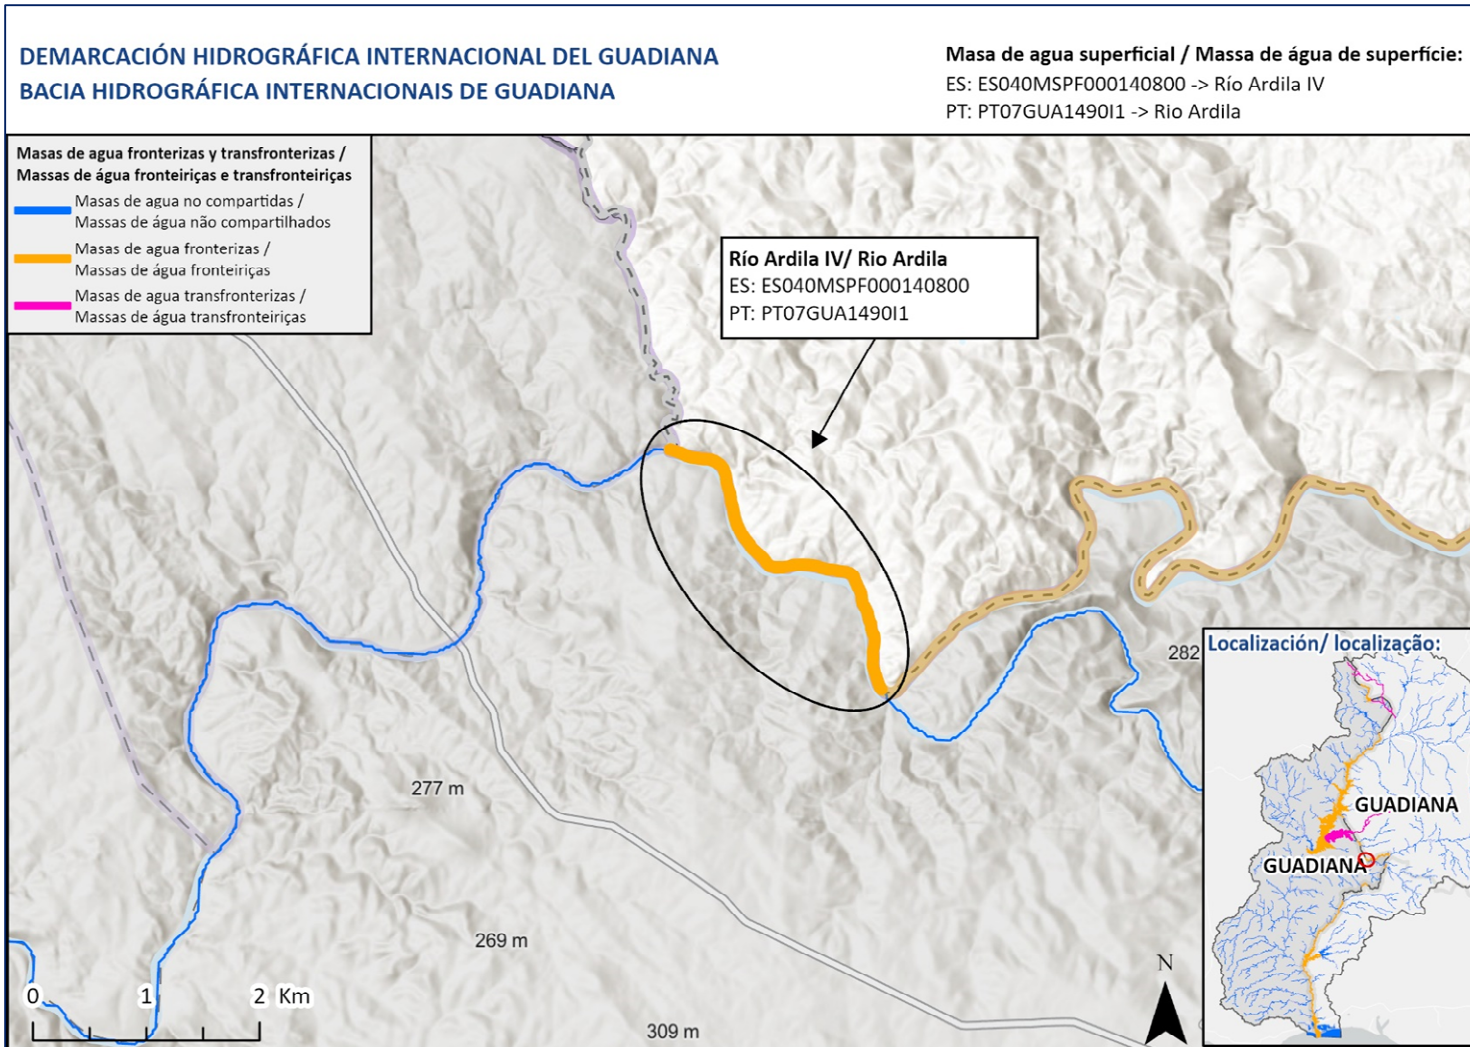 DEMARCACIÓN HIDROGRÁFICA INTERNACIONAL DEL GUADIANA
BACIA HIDROGRÁFICA INTERNACIONAIS DE GUADIANA
Masa de agua superficial / Massa de água de superfície:
ES: ES040MSPF000140800 -> Río Ardila IV
PT: PT07GUA1490I1 -> Rio Ardila
Masas de agua fronterizas y transfronterizas /
Massas de água fronteiriças e transfronteiriças
Masas de agua no compartidas /
Massas de água não compartilhados
Masas de agua fronterizas /
Massas de água fronteiriças
Masas de agua transfronterizas /
Massas de água transfronteiriças
Río Ardila IV/ Rio Ardila
ES: ES040MSPF000140800
PT: PT07GUA1490I1
282
Localización/ localização:
GUADIANA
GUADIANA
277 m
269 m
309 m
0 1 2 Km
N